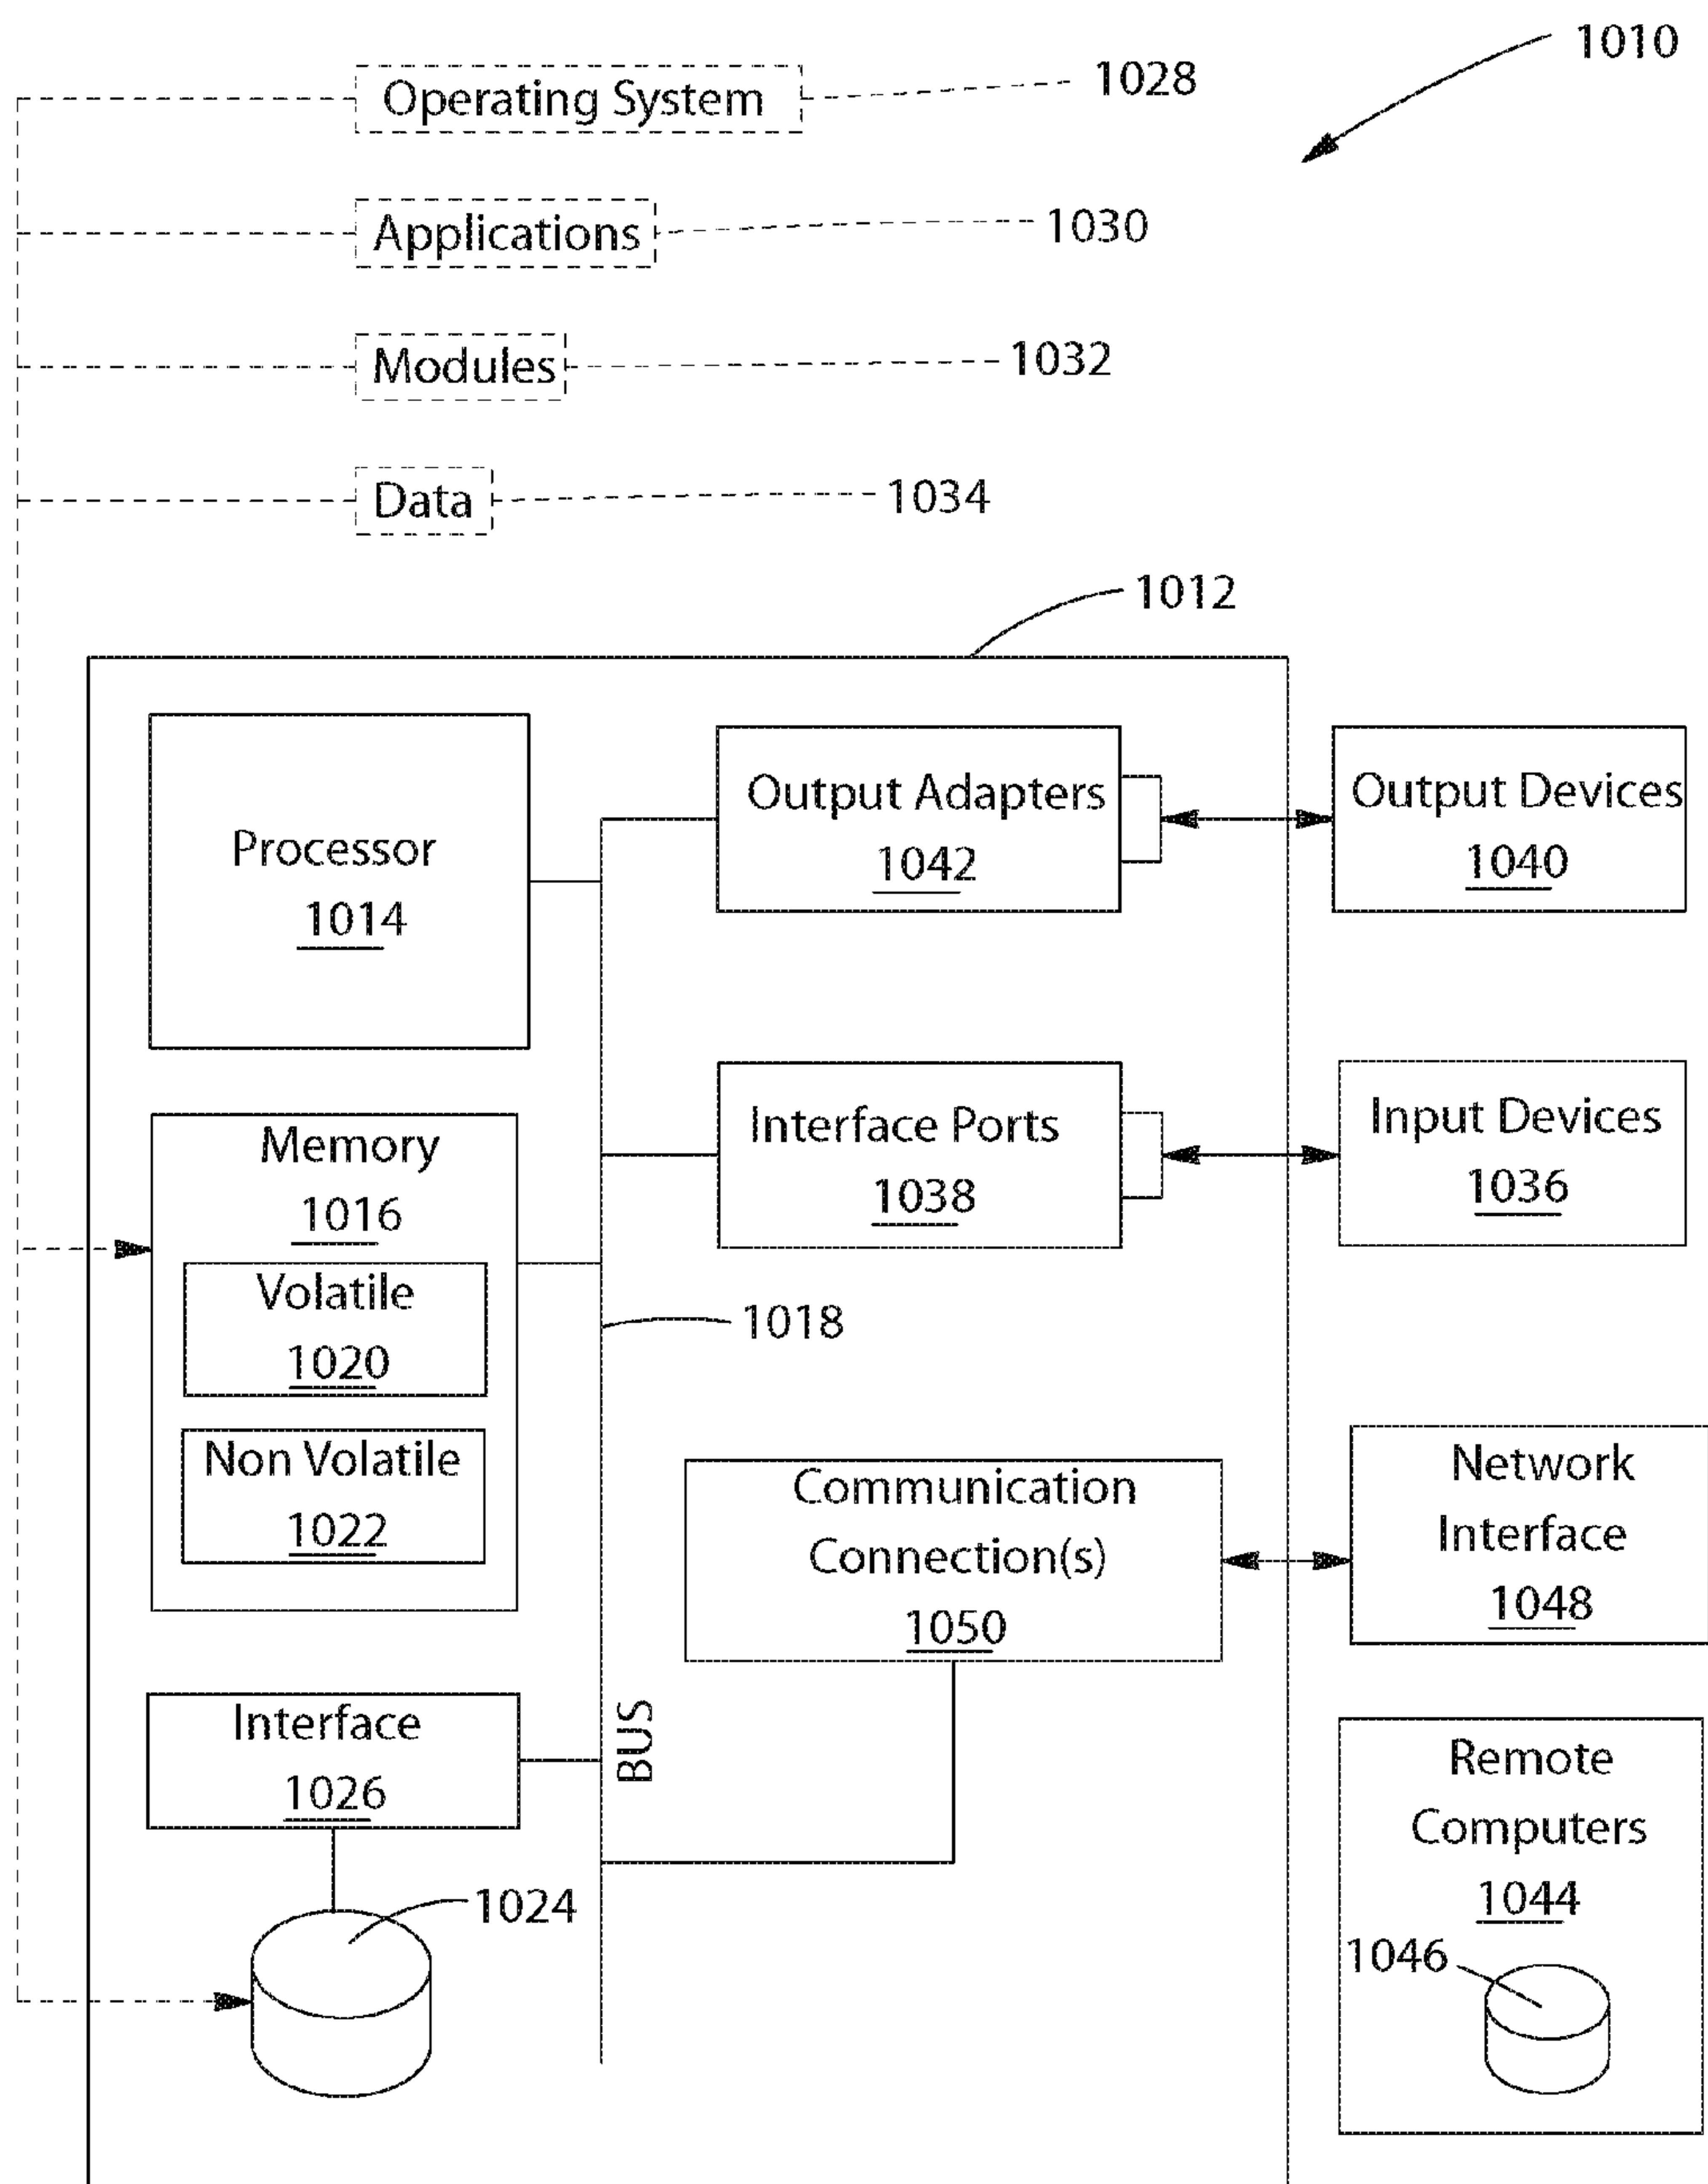 1010
Operating System 1028
Applications 1030
Modules 1032
Data 1034
1012
Processor
1014
Output Adapters
1042
Output Devices
1040
Memory
1016
Volatile
1020
Non Volatile
1022
Interface Ports
1038
Input Devices
1036
1018
Communication
Connection(s)
1050
Network
Interface
1048
Interface
1026
BUS
1024
Remote
Computers
1044
1046